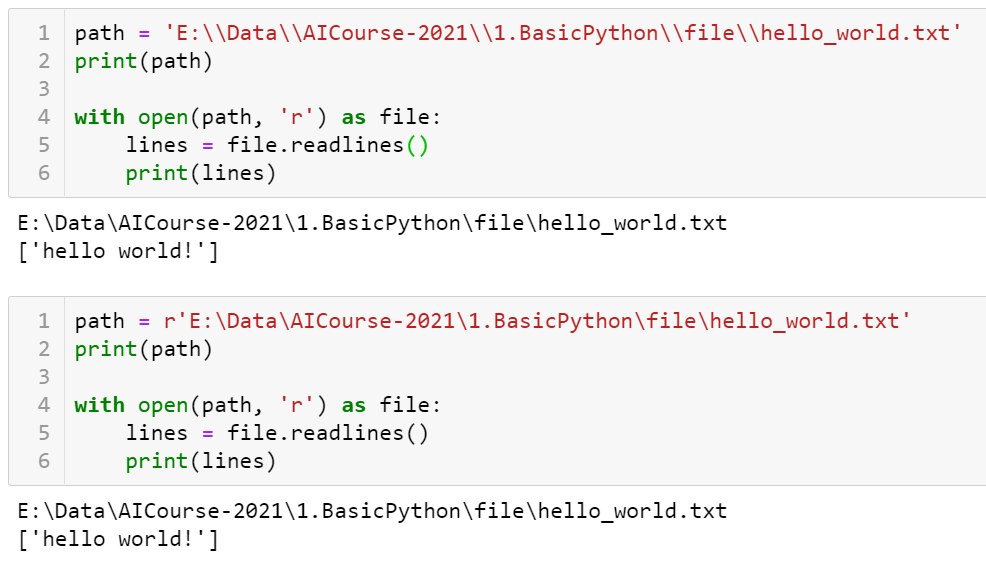 1 path = 'E:\\Data\\AICourse-2021\\1.BasicPython\\file\\hello_world.txt'
2 print(path)
3
4 with open(path, 'r') as file:
5     lines = file.readlines()
6     print(lines)
E:\Data\AICourse-2021\1.BasicPython\file\hello_world.txt
['hello world!']
1 path = r'E:\Data\AICourse-2021\1.BasicPython\file\hello_world.txt'
2 print(path)
3
4 with open(path, 'r') as file:
5     lines = file.readlines()
6     print(lines)
E:\Data\AICourse-2021\1.BasicPython\file\hello_world.txt
['hello world!']